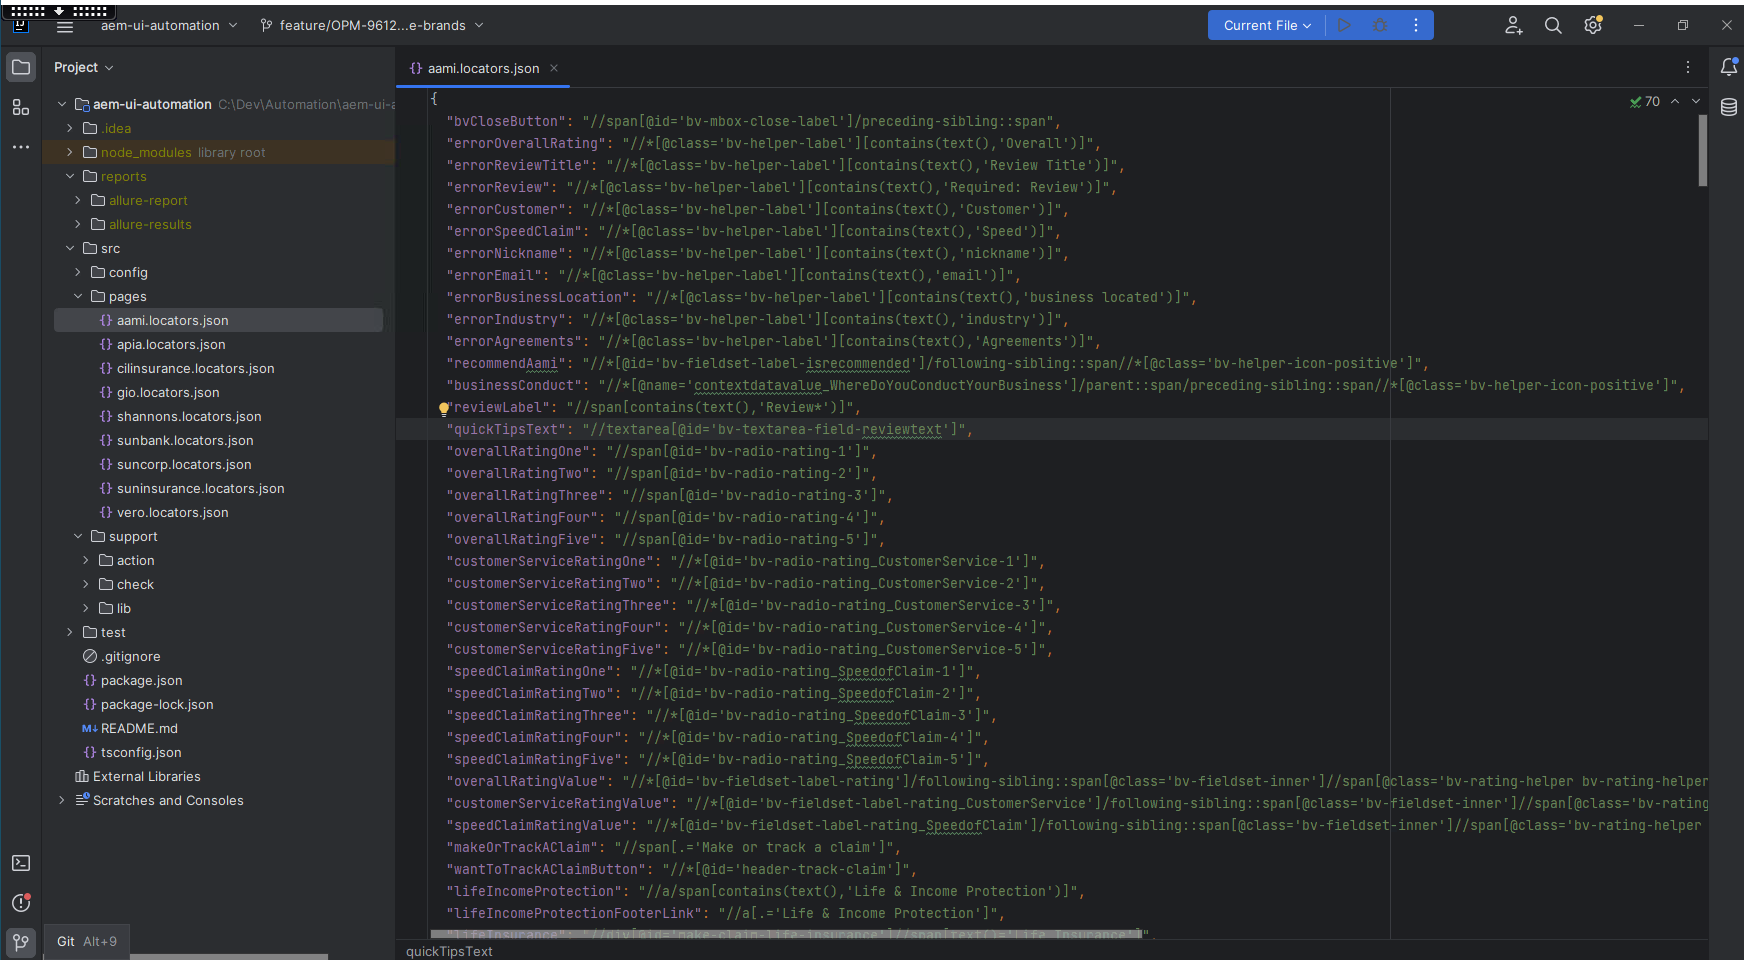 IJ
aem-ui-automation
feature/OPM-9612...e-brands
Current File
Project
aem-ui-automation C:\Dev\Automation\aem-ui-a
.idea
node_modules library root
reports
allure-report
allure-results
src
config
pages
{} aami.locators.json
{} apia.locators.json
{} cilinsurance.locators.json
{} gio.locators.json
{} shannons.locators.json
{} sunbank.locators.json
{} suncorp.locators.json
{} suninsurance.locators.json
{} vero.locators.json
support
action
check
lib
test
.gitignore
{} package.json
{} package-lock.json
M↓ README.md
{} tsconfig.json
External Libraries
Scratches and Consoles
Git Alt+9
{} aami.locators.json
70
{
"bvCloseButton": "//span[@id='bv-mbox-close-label']/preceding-sibling::span",
"errorOverallRating": "//*[@class='bv-helper-label'][contains(text(),'Overall')]",
"errorReviewTitle": "//*[@class='bv-helper-label'][contains(text(),'Review Title')]",
"errorReview": "//*[@class='bv-helper-label'][contains(text(),'Required: Review')]",
"errorCustomer": "//*[@class='bv-helper-label'][contains(text(),'Customer')]",
"errorSpeedClaim": "//*[@class='bv-helper-label'][contains(text(),'Speed')]",
"errorNickname": "//*[@class='bv-helper-label'][contains(text(),'nickname')]",
"errorEmail": "//*[@class='bv-helper-label'][contains(text(),'email')]",
"errorBusinessLocation": "//*[@class='bv-helper-label'][contains(text(),'business located')]",
"errorIndustry": "//*[@class='bv-helper-label'][contains(text(),'industry')]",
"errorAgreements": "//*[@class='bv-helper-label'][contains(text(),'Agreements')]",
"recommendAami": "//*[@id='bv-fieldset-label-isrecommended']/following-sibling::span//*[@class='bv-helper-icon-positive']",
"businessConduct": "//*[@name='contextdatavalue_WhereDoYouConductYourBusiness']/parent::span/preceding-sibling::span//*[@class='bv-helper-icon-positive']",
"reviewLabel": "//span[contains(text(),'Review*')]",
"quickTipsText": "//textarea[@id='bv-textarea-field-reviewtext']",
"overallRatingOne": "//span[@id='bv-radio-rating-1']",
"overallRatingTwo": "//span[@id='bv-radio-rating-2']",
"overallRatingThree": "//span[@id='bv-radio-rating-3']",
"overallRatingFour": "//span[@id='bv-radio-rating-4']",
"overallRatingFive": "//span[@id='bv-radio-rating-5']",
"customerServiceRatingOne": "//*[@id='bv-radio-rating_CustomerService-1']",
"customerServiceRatingTwo": "//*[@id='bv-radio-rating_CustomerService-2']",
"customerServiceRatingThree": "//*[@id='bv-radio-rating_CustomerService-3']",
"customerServiceRatingFour": "//*[@id='bv-radio-rating_CustomerService-4']",
"customerServiceRatingFive": "//*[@id='bv-radio-rating_CustomerService-5']",
"speedClaimRatingOne": "//*[@id='bv-radio-rating_SpeedofClaim-1']",
"speedClaimRatingTwo": "//*[@id='bv-radio-rating_SpeedofClaim-2']",
"speedClaimRatingThree": "//*[@id='bv-radio-rating_SpeedofClaim-3']",
"speedClaimRatingFour": "//*[@id='bv-radio-rating_SpeedofClaim-4']",
"speedClaimRatingFive": "//*[@id='bv-radio-rating_SpeedofClaim-5']",
"overallRatingValue": "//*[@id='bv-fieldset-label-rating']/following-sibling::span[@class='bv-fieldset-inner']//span[@class='bv-rating-helper bv-rating-helper
"customerServiceRatingValue": "//*[@id='bv-fieldset-label-rating_CustomerService']/following-sibling::span[@class='bv-fieldset-inner']//span[@class='bv-rating
"speedClaimRatingValue": "//*[@id='bv-fieldset-label-rating_SpeedofClaim']/following-sibling::span[@class='bv-fieldset-inner']//span[@class='bv-rating-helper
"makeOrTrackAClaim": "//span[.='Make or track a claim']",
"wantToTrackAClaimButton": "//*[@id='header-track-claim']",
"lifeIncomeProtection": "//a/span[contains(text(),'Life & Income Protection')]",
"lifeIncomeProtectionFooterLink": "//a[.='Life & Income Protection']",
"lifeInsurance": "//div[@id='make-claim-life-insurance']//span[text()='Life Insurance']",
quickTipsText